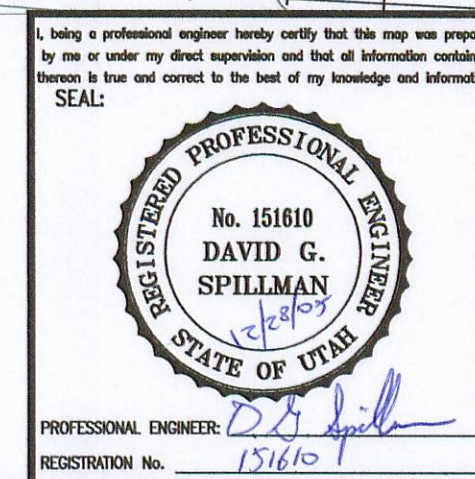 I, being a professional engineer hereby certify that this map was prepa
by me or under my direct supervision and that all information contain
thereon is true and correct to the best of my knowledge and informat
SEAL:
REGISTERED PROFESSIONAL ENGINEER
No. 151610
DAVID G.
SPILLMAN
12/28/05
STATE OF UTAH
PROFESSIONAL ENGINEER: D G Spillman
REGISTRATION No. 151610